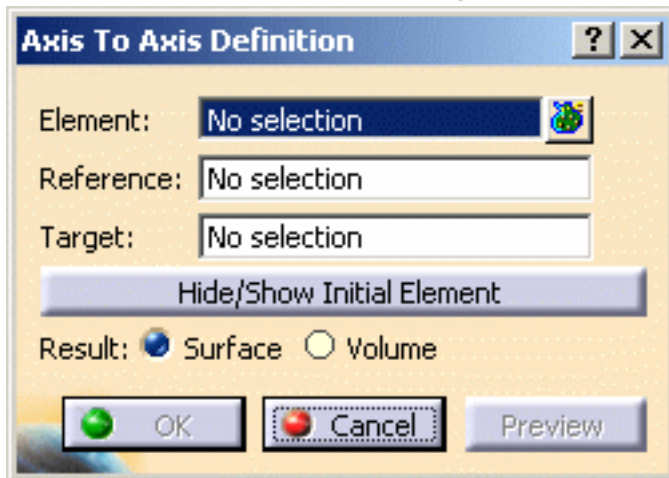 Axis To Axis Definition
Element: No selection
Reference: No selection
Target: No selection
Hide/Show Initial Element
Result: Surface Volume
OK Cancel Preview